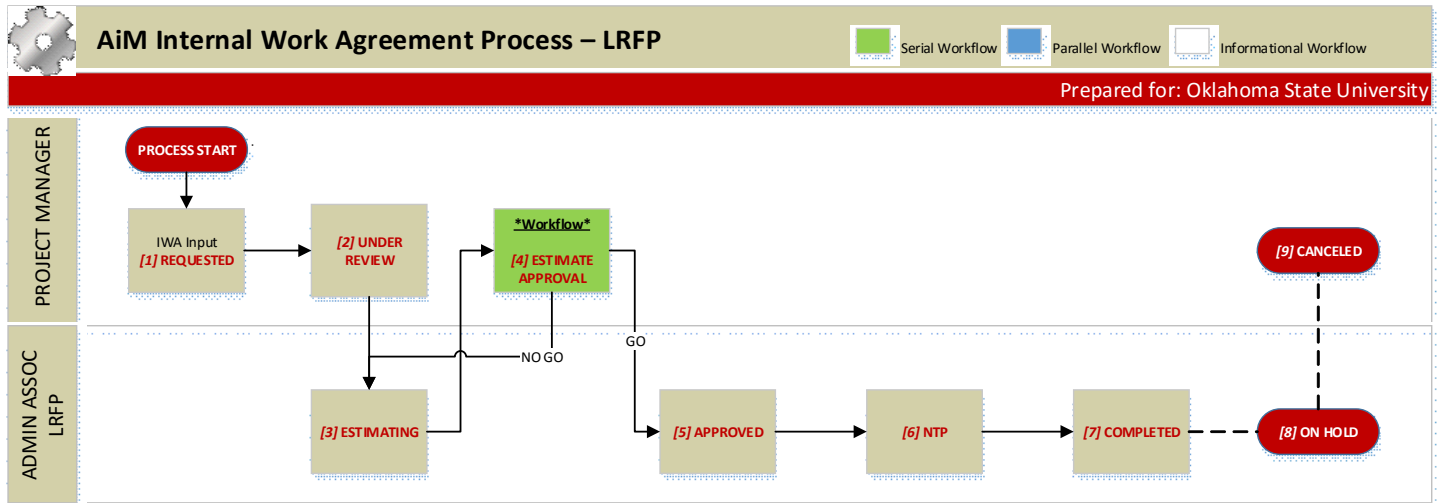 AiM Internal Work Agreement Process – LRFP
Serial Workflow
Parallel Workflow
Informational Workflow
Prepared for: Oklahoma State University
PROJECT MANAGER
PROCESS START
IWA Input
[1] REQUESTED
[2] UNDER
REVIEW
*Workflow*
[4] ESTIMATE
APPROVAL
[9] CANCELED
NO GO
GO
ADMIN ASSOC
LRFP
[3] ESTIMATING
[5] APPROVED
[6] NTP
[7] COMPLETED
[8] ON HOLD